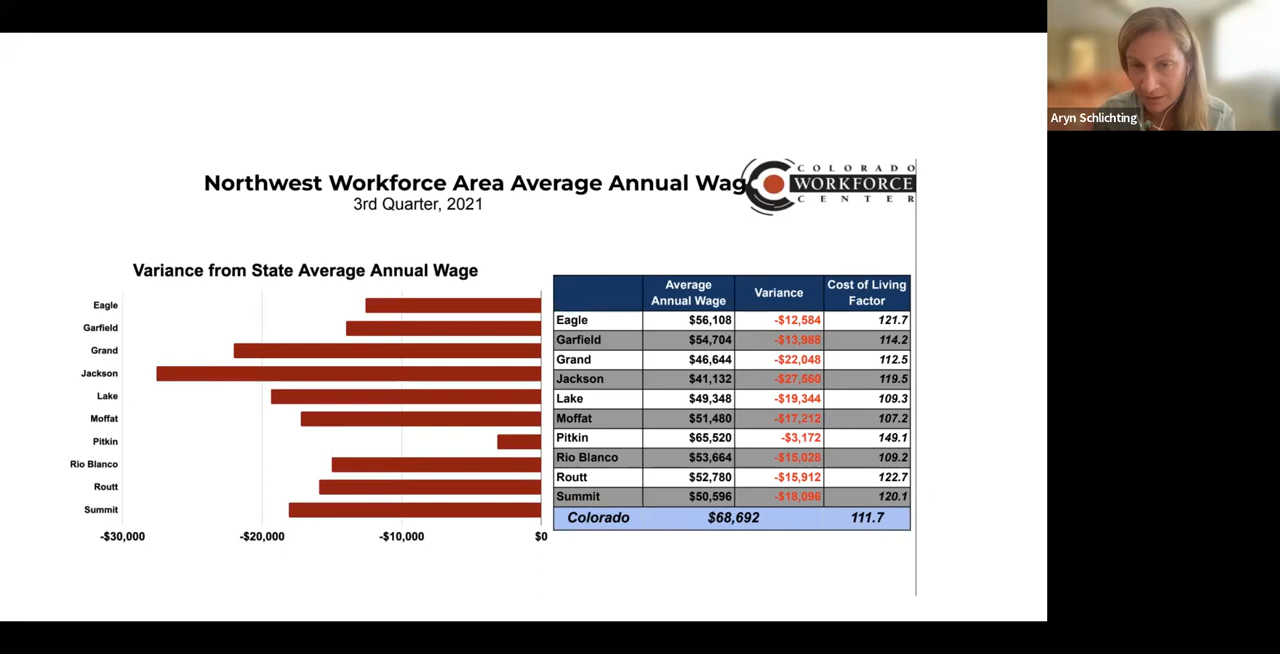 Aryn Schlichting
Northwest Workforce Area Average Annual Wag
3rd Quarter, 2021
COLORADO
WORKFORCE
CENTER
Variance from State Average Annual Wage
Eagle
Garfield
Grand
Jackson
Lake
Moffat
Pitkin
Rio Blanco
Routt
Summit
-$30,000 -$20,000 -$10,000 $0
Average Annual Wage Variance Cost of Living Factor
Eagle $56,108 -$12,584 121.7
Garfield $54,704 -$13,988 114.2
Grand $46,644 -$22,048 112.5
Jackson $41,132 -$27,560 119.5
Lake $49,348 -$19,344 109.3
Moffat $51,480 -$17,212 107.2
Pitkin $65,520 -$3,172 149.1
Rio Blanco $53,664 -$15,028 109.2
Routt $52,780 -$15,912 122.7
Summit $50,596 -$18,096 120.1
Colorado $68,692 111.7